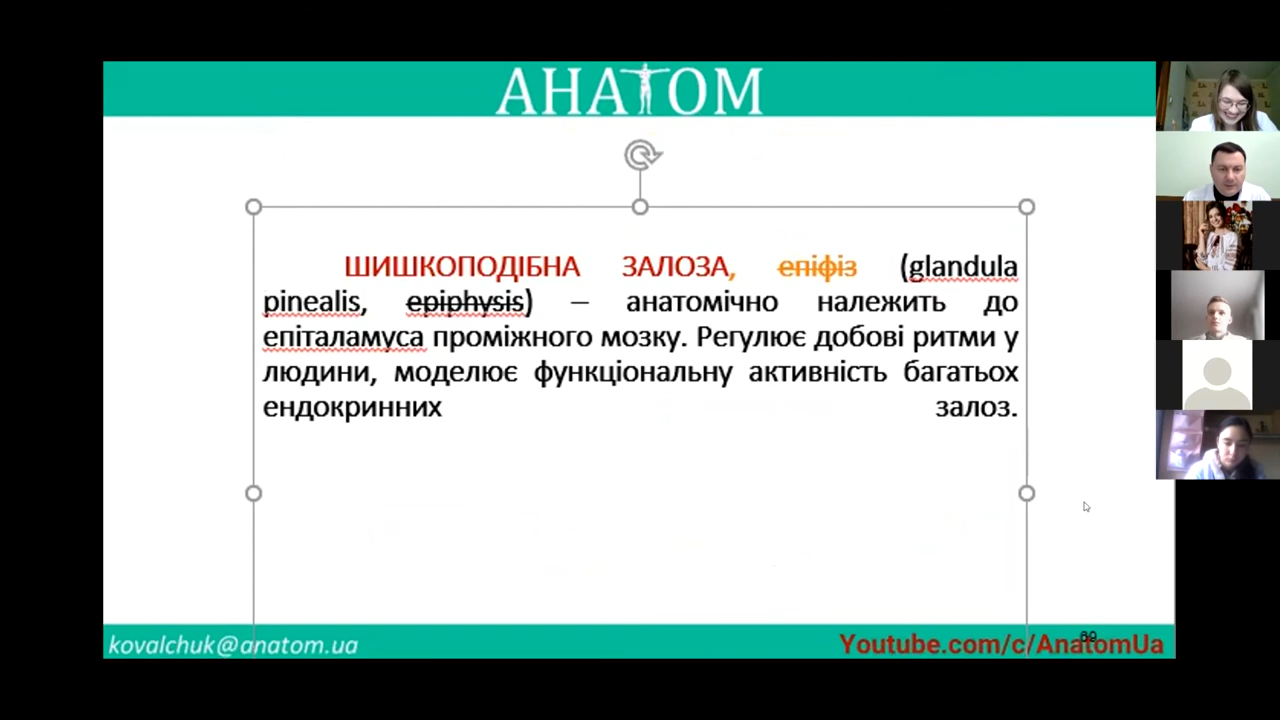 АНАТОМ
ШИШКОПОДІБНА ЗАЛОЗА, епіфіз (glandula
pinealis, epiphysis) – анатомічно належить до
епіталамуса проміжного мозку. Регулює добові ритми у
людини, моделює функціональну активність багатьох
ендокринних залоз.
kovalchuk@anatom.ua
Youtube.com/c/AnatomUa
69